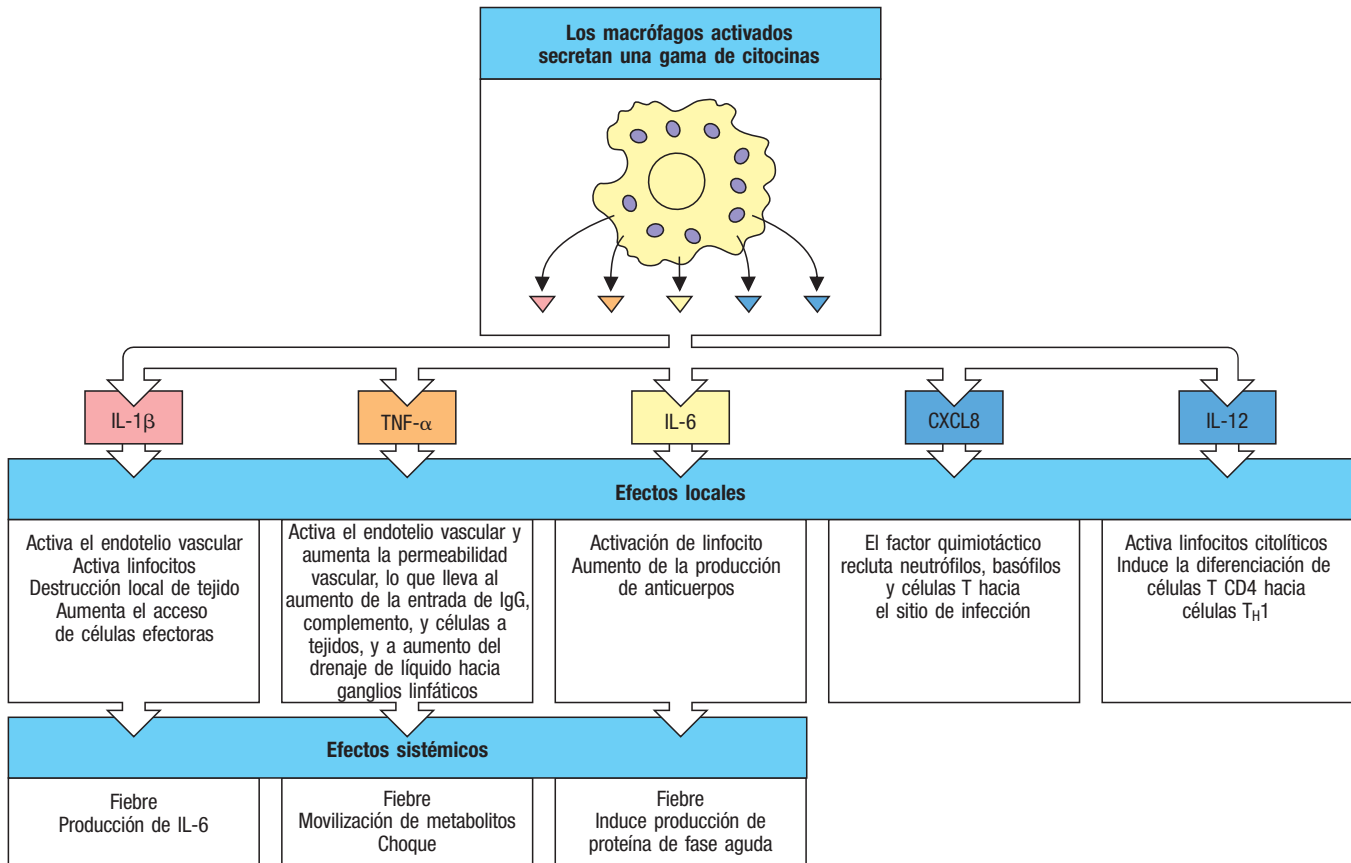 Los macrófagos activados
secretan una gama de citocinas
IL-1β
TNF-α
IL-6
CXCL8
IL-12
Efectos locales
Activa el endotelio vascular
Activa linfocitos
Destrucción local de tejido
Aumenta el acceso
de células efectoras
Activa el endotelio vascular y
aumenta la permeabilidad
vascular, lo que lleva al
aumento de la entrada de IgG,
complemento, y células a
tejidos, y a aumento del
drenaje de líquido hacia
ganglios linfáticos
Activación de linfocito
Aumento de la producción
de anticuerpos
El factor quimiotáctico
recluta neutrófilos, basófilos
y células T hacia
el sitio de infección
Activa linfocitos citolíticos
Induce la diferenciación de
células T CD4 hacia
células TH1
Efectos sistémicos
Fiebre
Producción de IL-6
Fiebre
Movilización de metabolitos
Choque
Fiebre
Induce producción de
proteína de fase aguda